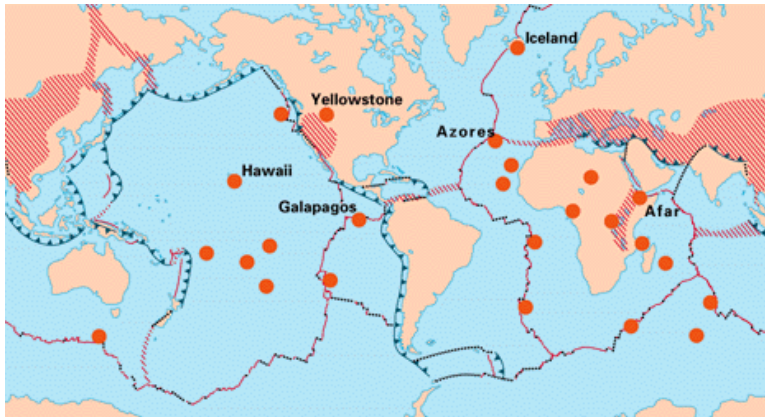 Iceland
Yellowstone
Azores
Hawaii
Galapagos
Afar